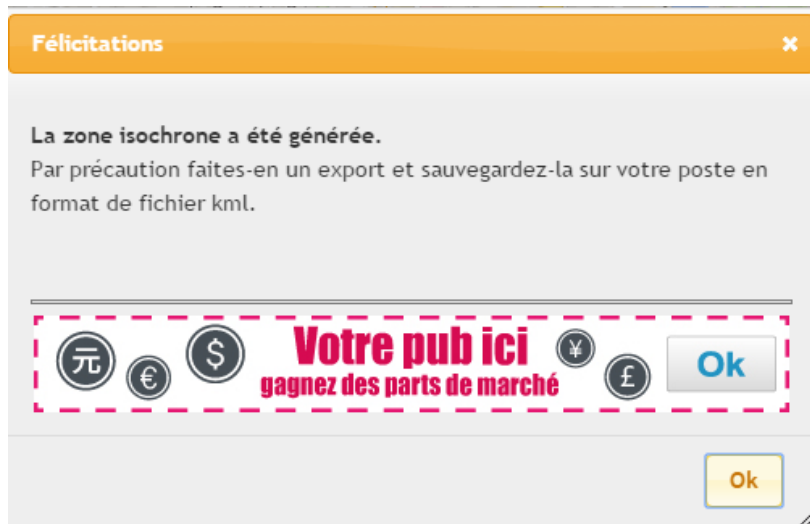 Félicitations
La zone isochrone a été générée.
Par précaution faites-en un export et sauvegardez-la sur votre poste en
format de fichier kml.
元 € $ Votre pub ici ¥ £ Ok
gagnez des parts de marché
Ok